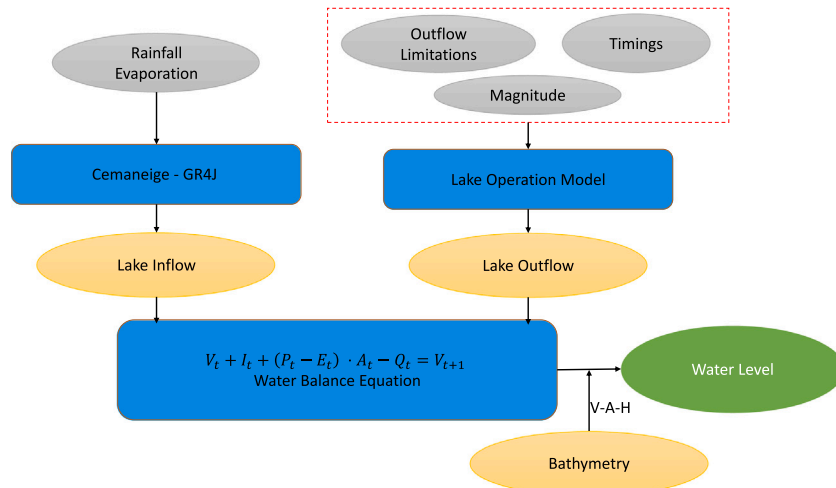 Rainfall
Evaporation
Outflow
Limitations
Timings
Magnitude
Cemaneige - GR4J
Lake Operation Model
Lake Inflow
Lake Outflow
V_t + I_t + (P_t − E_t) · A_t − Q_t = V_{t+1}
Water Balance Equation
Water Level
V-A-H
Bathymetry